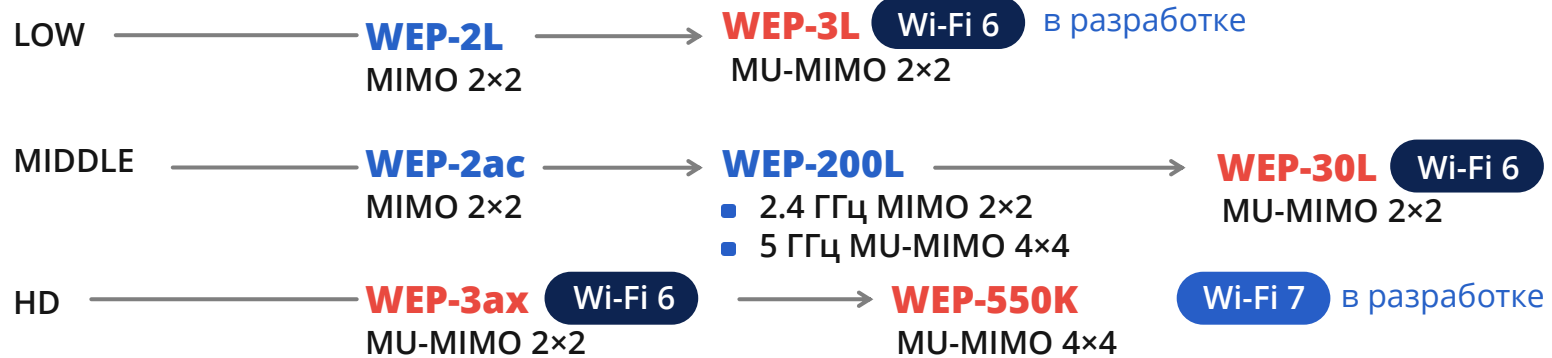 LOW WEP-2L WEP-3L Wi-Fi 6 в разработке
MIMO 2×2 MU-MIMO 2×2
MIDDLE WEP-2ac WEP-200L WEP-30L Wi-Fi 6
MIMO 2×2 2.4 ГГц MIMO 2×2 MU-MIMO 2×2
5 ГГц MU-MIMO 4×4
HD WEP-3ax Wi-Fi 6 WEP-550K Wi-Fi 7 в разработке
MU-MIMO 2×2 MU-MIMO 4×4